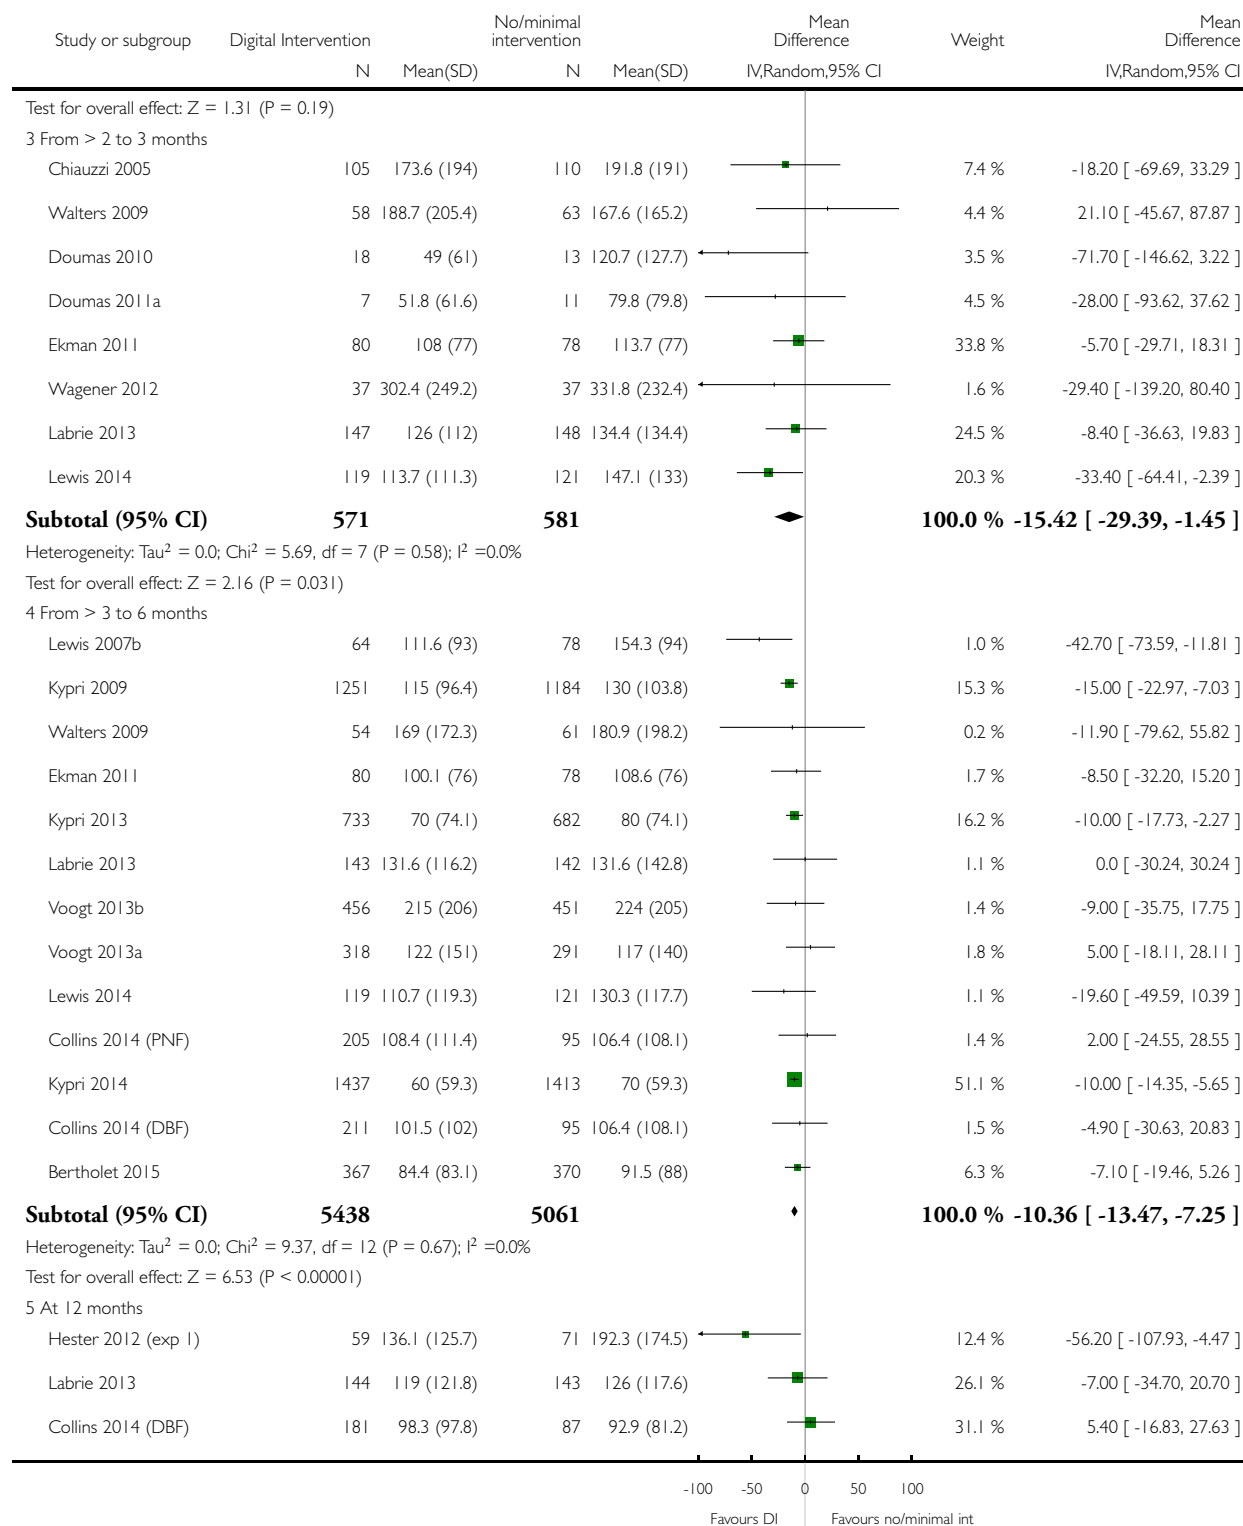 Study or subgroup Digital Intervention No/minimal intervention Mean Difference Weight Mean Difference
N Mean(SD) N Mean(SD) IV,Random,95% CI IV,Random,95% CI
Test for overall effect: Z = 1.31 (P = 0.19)
3 From > 2 to 3 months
Chiauzzi 2005 105 173.6 (194) 110 191.8 (191) 7.4 % -18.20 [ -69.69, 33.29 ]
Walters 2009 58 188.7 (205.4) 63 167.6 (165.2) 4.4 % 21.10 [ -45.67, 87.87 ]
Doumas 2010 18 49 (61) 13 120.7 (127.7) 3.5 % -71.70 [ -146.62, 3.22 ]
Doumas 2011a 7 51.8 (61.6) 11 79.8 (79.8) 4.5 % -28.00 [ -93.62, 37.62 ]
Ekman 2011 80 108 (77) 78 113.7 (77) 33.8 % -5.70 [ -29.71, 18.31 ]
Wagener 2012 37 302.4 (249.2) 37 331.8 (232.4) 1.6 % -29.40 [ -139.20, 80.40 ]
Labrie 2013 147 126 (112) 148 134.4 (134.4) 24.5 % -8.40 [ -36.63, 19.83 ]
Lewis 2014 119 113.7 (111.3) 121 147.1 (133) 20.3 % -33.40 [ -64.41, -2.39 ]
Subtotal (95% CI) 571 581 100.0 % -15.42 [ -29.39, -1.45 ]
Heterogeneity: Tau² = 0.0; Chi² = 5.69, df = 7 (P = 0.58); I² =0.0%
Test for overall effect: Z = 2.16 (P = 0.031)
4 From > 3 to 6 months
Lewis 2007b 64 111.6 (93) 78 154.3 (94) 1.0 % -42.70 [ -73.59, -11.81 ]
Kypri 2009 1251 115 (96.4) 1184 130 (103.8) 15.3 % -15.00 [ -22.97, -7.03 ]
Walters 2009 54 169 (172.3) 61 180.9 (198.2) 0.2 % -11.90 [ -79.62, 55.82 ]
Ekman 2011 80 100.1 (76) 78 108.6 (76) 1.7 % -8.50 [ -32.20, 15.20 ]
Kypri 2013 733 70 (74.1) 682 80 (74.1) 16.2 % -10.00 [ -17.73, -2.27 ]
Labrie 2013 143 131.6 (116.2) 142 131.6 (142.8) 1.1 % 0.0 [ -30.24, 30.24 ]
Voogt 2013b 456 215 (206) 451 224 (205) 1.4 % -9.00 [ -35.75, 17.75 ]
Voogt 2013a 318 122 (151) 291 117 (140) 1.8 % 5.00 [ -18.11, 28.11 ]
Lewis 2014 119 110.7 (119.3) 121 130.3 (117.7) 1.1 % -19.60 [ -49.59, 10.39 ]
Collins 2014 (PNF) 205 108.4 (111.4) 95 106.4 (108.1) 1.4 % 2.00 [ -24.55, 28.55 ]
Kypri 2014 1437 60 (59.3) 1413 70 (59.3) 51.1 % -10.00 [ -14.35, -5.65 ]
Collins 2014 (DBF) 211 101.5 (102) 95 106.4 (108.1) 1.5 % -4.90 [ -30.63, 20.83 ]
Bertholet 2015 367 84.4 (83.1) 370 91.5 (88) 6.3 % -7.10 [ -19.46, 5.26 ]
Subtotal (95% CI) 5438 5061 100.0 % -10.36 [ -13.47, -7.25 ]
Heterogeneity: Tau² = 0.0; Chi² = 9.37, df = 12 (P = 0.67); I² =0.0%
Test for overall effect: Z = 6.53 (P < 0.00001)
5 At 12 months
Hester 2012 (exp 1) 59 136.1 (125.7) 71 192.3 (174.5) 12.4 % -56.20 [ -107.93, -4.47 ]
Labrie 2013 144 119 (121.8) 143 126 (117.6) 26.1 % -7.00 [ -34.70, 20.70 ]
Collins 2014 (DBF) 181 98.3 (97.8) 87 92.9 (81.2) 31.1 % 5.40 [ -16.83, 27.63 ]
-100 -50 0 50 100
Favours DI Favours no/minimal int